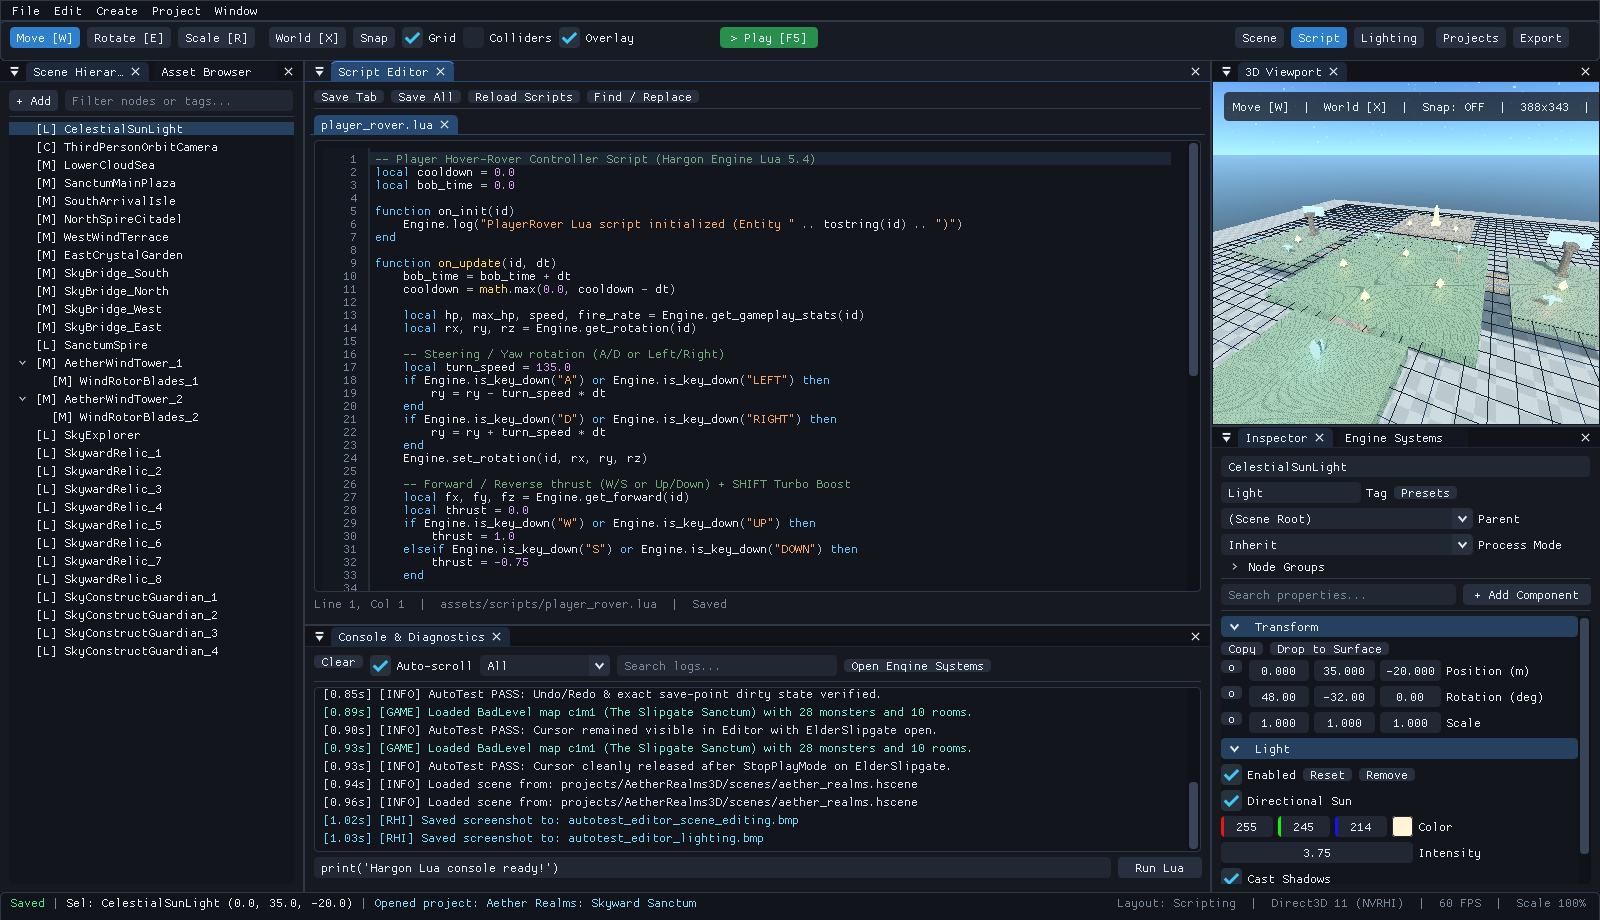 File Edit Create Project Window
Move [W] Rotate [E] Scale [R] World [X] Snap Grid Colliders Overlay > Play [F5] Scene Script Lighting Projects Export
Scene Hierar… Asset Browser
+ Add Filter nodes or tags...
[L] CelestialSunLight
[C] ThirdPersonOrbitCamera
[M] LowerCloudSea
[M] SanctumMainPlaza
[M] SouthArrivalIsle
[M] NorthSpireCitadel
[M] WestWindTerrace
[M] EastCrystalGarden
[M] SkyBridge_South
[M] SkyBridge_North
[M] SkyBridge_West
[M] SkyBridge_East
[L] SanctumSpire
[M] AetherWindTower_1
[M] WindRotorBlades_1
[M] AetherWindTower_2
[M] WindRotorBlades_2
[L] SkyExplorer
[L] SkywardRelic_1
[L] SkywardRelic_2
[L] SkywardRelic_3
[L] SkywardRelic_4
[L] SkywardRelic_5
[L] SkywardRelic_6
[L] SkywardRelic_7
[L] SkywardRelic_8
[L] SkyConstructGuardian_1
[L] SkyConstructGuardian_2
[L] SkyConstructGuardian_3
[L] SkyConstructGuardian_4
Script Editor
Save Tab Save All Reload Scripts Find / Replace
player_rover.lua
1 -- Player Hover-Rover Controller Script (Hargon Engine Lua 5.4)
2 local cooldown = 0.0
3 local bob_time = 0.0
4
5 function on_init(id)
6 Engine.log("PlayerRover Lua script initialized (Entity " .. tostring(id) .. ")")
7 end
8
9 function on_update(id, dt)
10 bob_time = bob_time + dt
11 cooldown = math.max(0.0, cooldown - dt)
12
13 local hp, max_hp, speed, fire_rate = Engine.get_gameplay_stats(id)
14 local rx, ry, rz = Engine.get_rotation(id)
15
16 -- Steering / Yaw rotation (A/D or Left/Right)
17 local turn_speed = 135.0
18 if Engine.is_key_down("A") or Engine.is_key_down("LEFT") then
19 ry = ry - turn_speed * dt
20 end
21 if Engine.is_key_down("D") or Engine.is_key_down("RIGHT") then
22 ry = ry + turn_speed * dt
23 end
24 Engine.set_rotation(id, rx, ry, rz)
25
26 -- Forward / Reverse thrust (W/S or Up/Down) + SHIFT Turbo Boost
27 local fx, fy, fz = Engine.get_forward(id)
28 local thrust = 0.0
29 if Engine.is_key_down("W") or Engine.is_key_down("UP") then
30 thrust = 1.0
31 elseif Engine.is_key_down("S") or Engine.is_key_down("DOWN") then
32 thrust = -0.75
33 end
34
Line 1, Col 1 | assets/scripts/player_rover.lua | Saved
Console & Diagnostics
Clear Auto-scroll All Search logs... Open Engine Systems
[0.85s] [INFO] AutoTest PASS: Undo/Redo & exact save-point dirty state verified.
[0.89s] [GAME] Loaded BadLevel map c1m1 (The Slipgate Sanctum) with 28 monsters and 10 rooms.
[0.90s] [INFO] AutoTest PASS: Cursor remained visible in Editor with ElderSlipgate open.
[0.93s] [GAME] Loaded BadLevel map c1m1 (The Slipgate Sanctum) with 28 monsters and 10 rooms.
[0.93s] [INFO] AutoTest PASS: Cursor cleanly released after StopPlayMode on ElderSlipgate.
[0.94s] [INFO] Loaded scene from: projects/AetherRealms3D/scenes/aether_realms.hscene
[0.96s] [INFO] Loaded scene from: projects/AetherRealms3D/scenes/aether_realms.hscene
[1.02s] [RHI] Saved screenshot to: autotest_editor_scene_editing.bmp
[1.03s] [RHI] Saved screenshot to: autotest_editor_lighting.bmp
print('Hargon Lua console ready!') Run Lua
3D Viewport
Move [W] | World [X] | Snap: OFF | 388x343 |
Inspector Engine Systems
CelestialSunLight
Light Tag Presets
(Scene Root) Parent
Inherit Process Mode
Node Groups
Search properties... + Add Component
Transform
Copy Drop to Surface
o 0.000 35.000 -20.000 Position (m)
o 48.00 -32.00 0.00 Rotation (deg)
o 1.000 1.000 1.000 Scale
Light
Enabled Reset Remove
Directional Sun
255 245 214 Color
3.75 Intensity
Cast Shadows
Saved | Sel: CelestialSunLight (0.0, 35.0, -20.0) | Opened project: Aether Realms: Skyward Sanctum Layout: Scripting | Direct3D 11 (NVRHI) | 60 FPS | Scale 100%